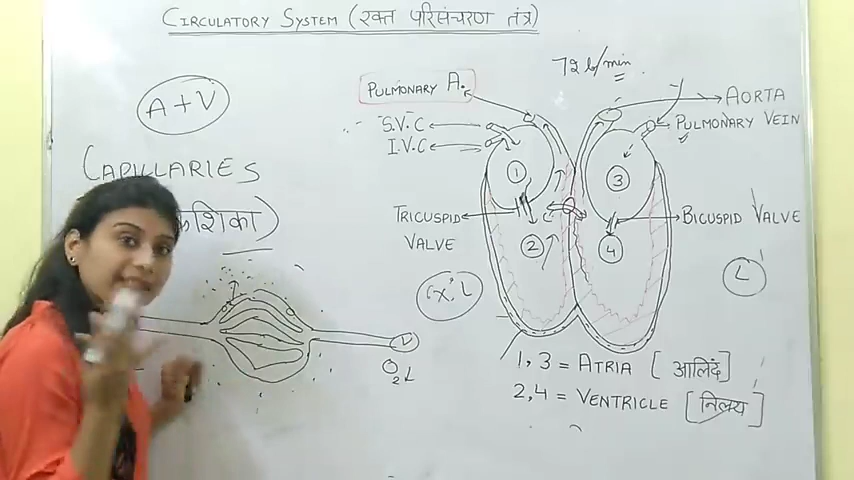 CIRCULATORY SYSTEM (रक्त परिसंचरण तंत्र)
A+V
CAPILLARIES
शिका)
V
O2↓
72 b/min
PULMONARY A.
S.V.C
I.V.C
AORTA
PULMONARY VEIN
1
3
TRICUSPID
VALVE
BICUSPID VALVE
2
4
L
1, 3 = ATRIA [आलिंद]
2, 4 = VENTRICLE [निलय]